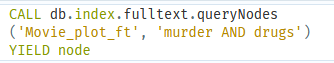 CALL db.index.fulltext.queryNodes
('Movie_plot_ft', 'murder AND drugs')
YIELD node